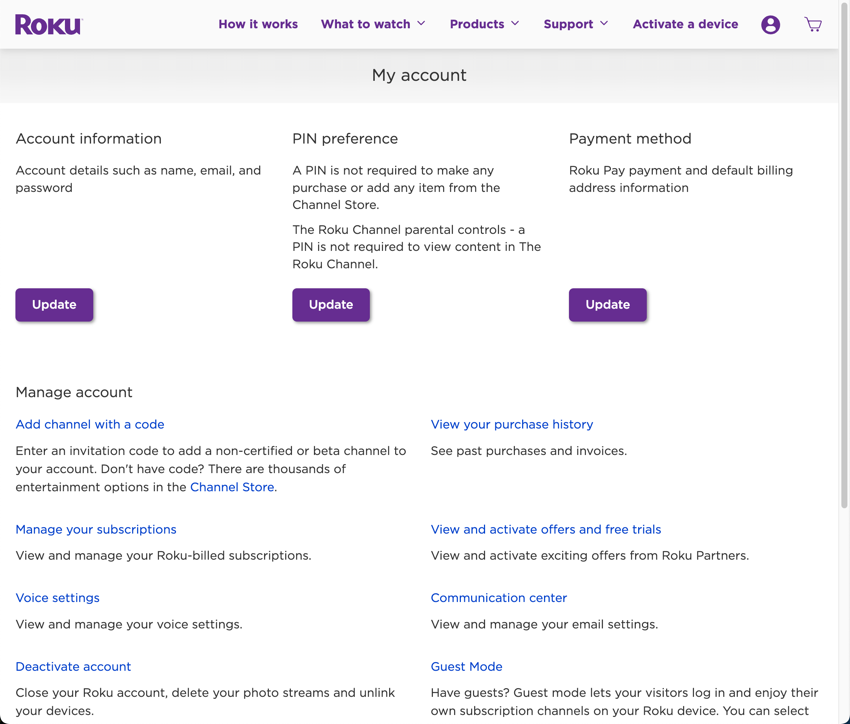 Roku
How it works
What to watch
Products
Support
Activate a device
My account
Account information
Account details such as name, email, and
password
Update
PIN preference
A PIN is not required to make any
purchase or add any item from the
Channel Store.
The Roku Channel parental controls - a
PIN is not required to view content in The
Roku Channel.
Update
Payment method
Roku Pay payment and default billing
address information
Update
Manage account
Add channel with a code
Enter an invitation code to add a non-certified or beta channel to
your account. Don't have code? There are thousands of
entertainment options in the Channel Store.
View your purchase history
See past purchases and invoices.
Manage your subscriptions
View and manage your Roku-billed subscriptions.
View and activate offers and free trials
View and activate exciting offers from Roku Partners.
Voice settings
View and manage your voice settings.
Communication center
View and manage your email settings.
Deactivate account
Close your Roku account, delete your photo streams and unlink
your devices.
Guest Mode
Have guests? Guest mode lets your visitors log in and enjoy their
own subscription channels on your Roku device. You can select